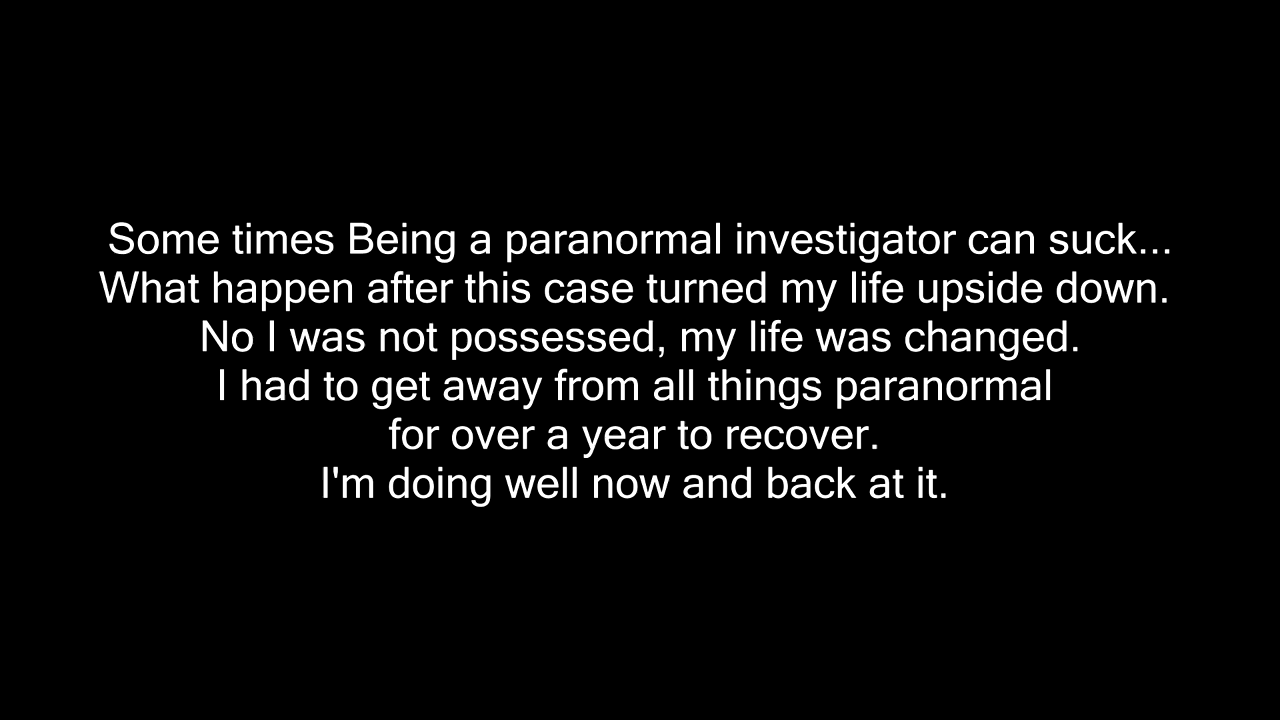 Some times Being a paranormal investigator can suck...
What happen after this case turned my life upside down.
No I was not possessed, my life was changed.
I had to get away from all things paranormal
for over a year to recover.
I'm doing well now and back at it.